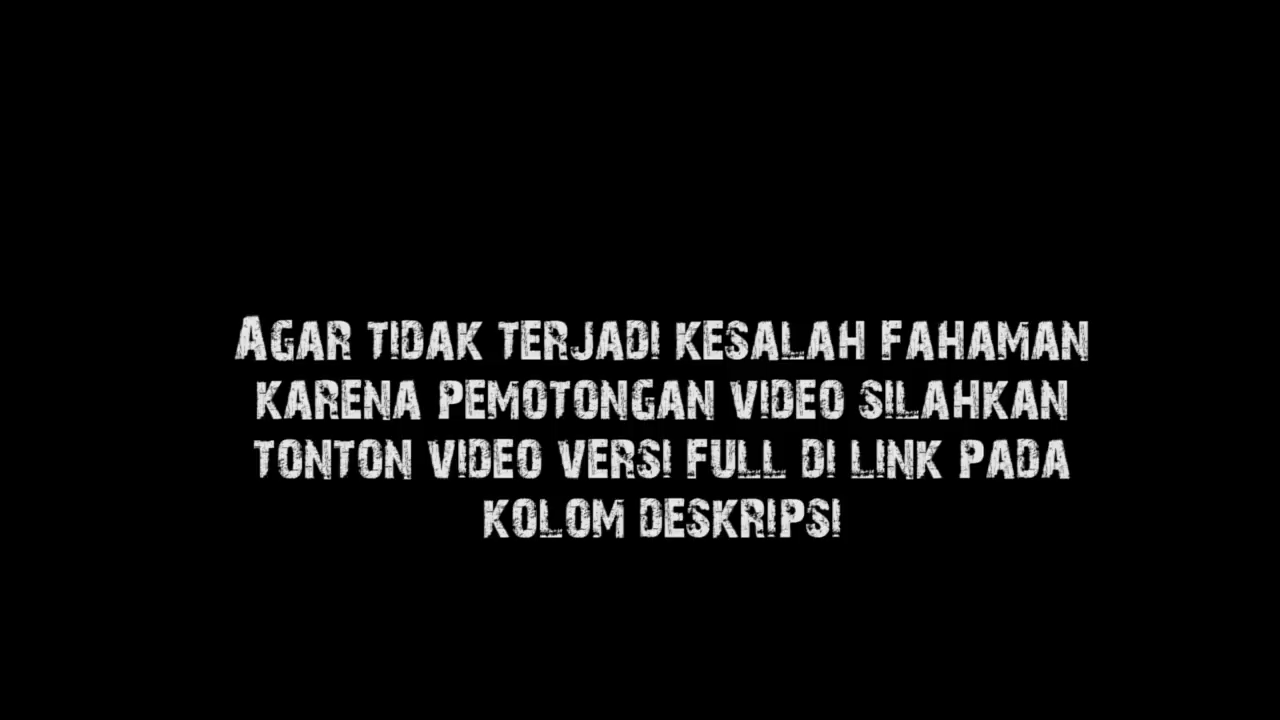 Agar tidak terjadi kesalah fahaman
karena pemotongan video silahkan
tonton video versi full di link pada
kolom deskripsi